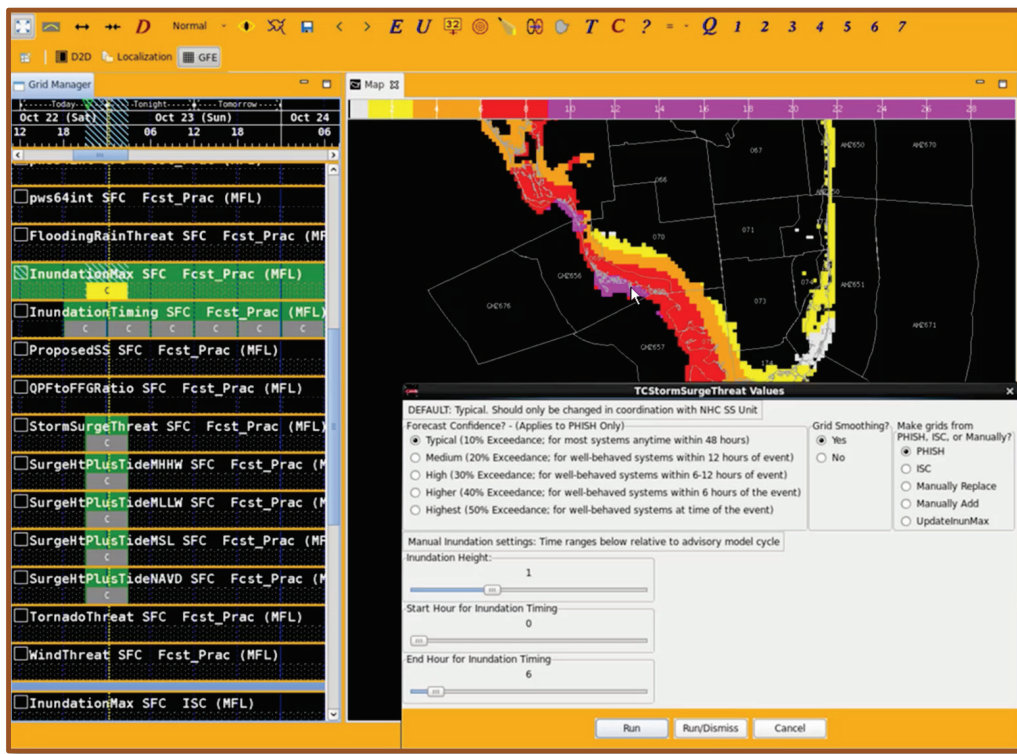 D Normal < > E U 32 T C ? = - Q 1 2 3 4 5 6 7
D2D Localization GFE
Grid Manager
Map
Today Tonight Tomorrow
Oct 22 (Sat) Oct 23 (Sun) Oct 24
12 18 06 12 18 06
4 6 8 10 12 14 16 18 20 22 24 26 28
pws64int SFC Fcst_Prac (MFL)
FloodingRainThreat SFC Fcst_Prac (MF
InundationMax SFC Fcst_Prac (MFL)
C
InundationTiming SFC Fcst_Prac (MFL)
C C C C C C
ProposedSS SFC Fcst_Prac (MFL)
QPFtoFFGRatio SFC Fcst_Prac (MFL)
StormSurgeThreat SFC Fcst_Prac (MFL)
C
SurgeHtPlusTideMHHW SFC Fcst_Prac (M
C
SurgeHtPlusTideMLLW SFC Fcst_Prac (M
C
SurgeHtPlusTideMSL SFC Fcst_Prac (MF
C
SurgeHtPlusTideNAVD SFC Fcst_Prac (M
C
TornadoThreat SFC Fcst_Prac (MFL)
WindThreat SFC Fcst_Prac (MFL)
InundationMax SFC ISC (MFL)
067
AMZ650
AMZ670
066
070
071
GMZ656
GMZ676
073
AMZ651
GMZ657
AMZ671
174
TCStormSurgeThreat Values
DEFAULT: Typical. Should only be changed in coordination with NHC SS Unit
Forecast Confidence? - (Applies to PHISH Only)
Typical (10% Exceedance; for most systems anytime within 48 hours)
Medium (20% Exceedance; for well-behaved systems within 12 hours of event)
High (30% Exceedance; for well-behaved systems within 6-12 hours of event)
Higher (40% Exceedance; for well-behaved systems within 6 hours of the event)
Highest (50% Exceedance; for well-behaved systems at time of the event)
Grid Smoothing?
Yes
No
Make grids from
PHISH, ISC, or Manually?
PHISH
ISC
Manually Replace
Manually Add
UpdateInunMax
Manual Inundation settings: Time ranges below relative to advisory model cycle
Inundation Height:
1
Start Hour for Inundation Timing
0
End Hour for Inundation Timing
6
Run Run/Dismiss Cancel